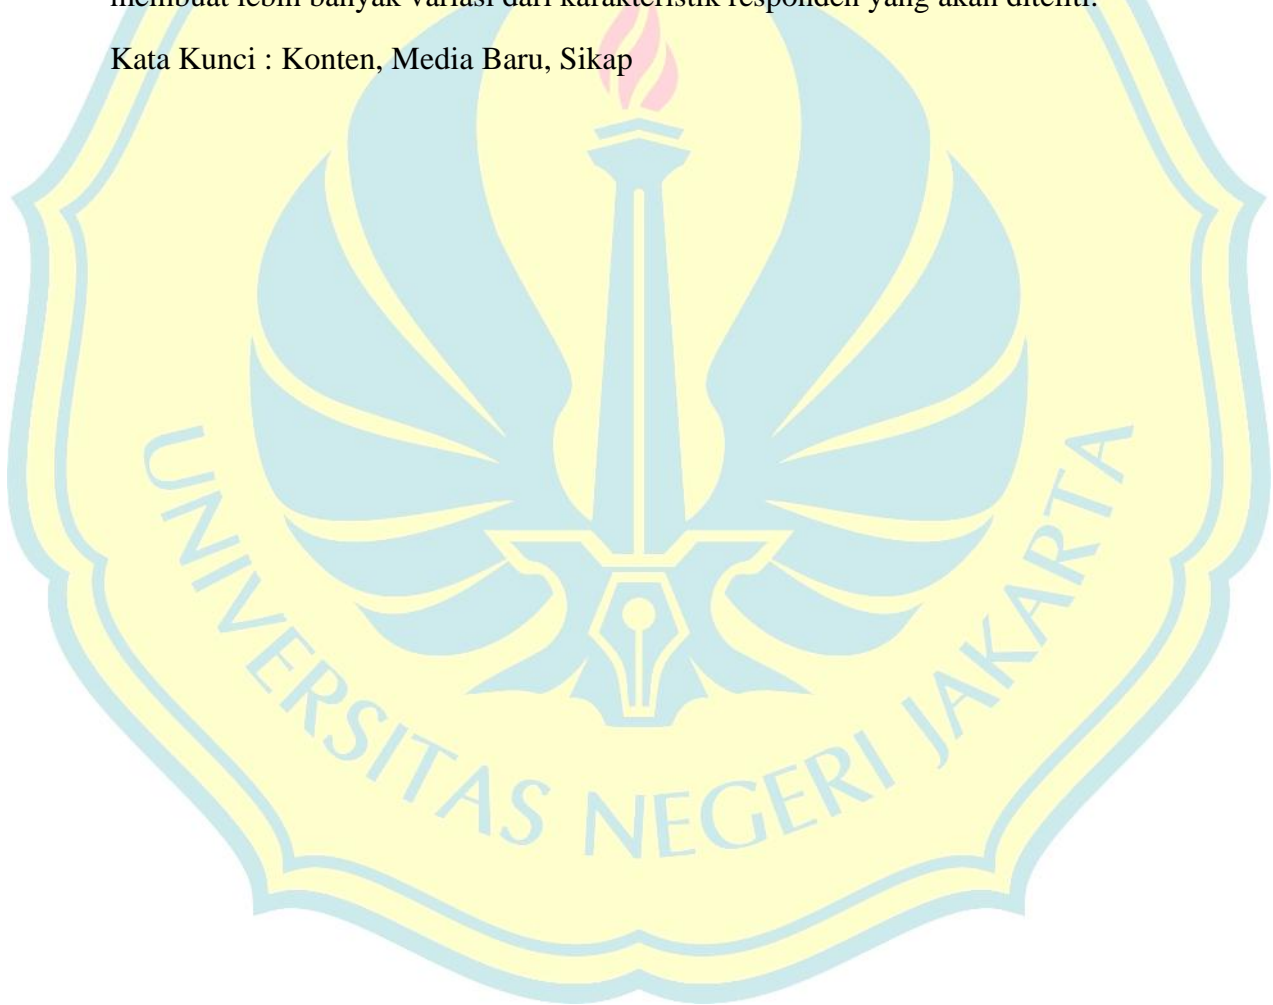 membuat lebih banyak variasi dari karakteristik responden yang akan diteliti.
Kata Kunci : Konten, Media Baru, Sikap
UNIVERSITAS NEGERI JAKARTA